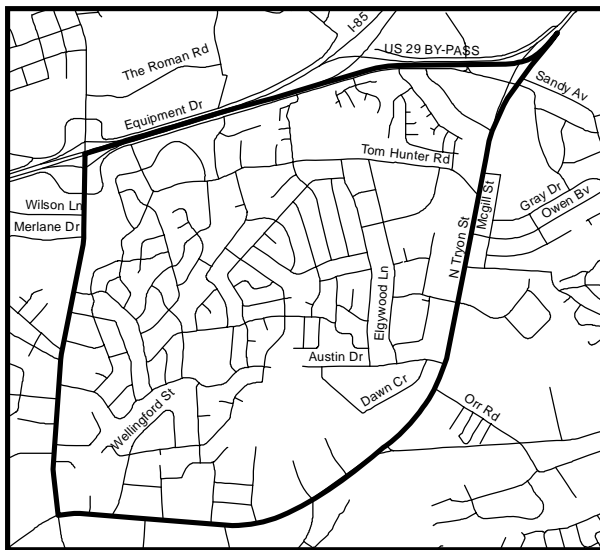 I-85
US 29 BY-PASS
The Roman Rd
Sandy Av
Equipment Dr
Tom Hunter Rd
Mcgill St
Gray Dr
Owen Bv
Wilson Ln
Merlane Dr
N Tryon St
Elgywood Ln
Austin Dr
Dawn Cr
Orr Rd
Wellingford St